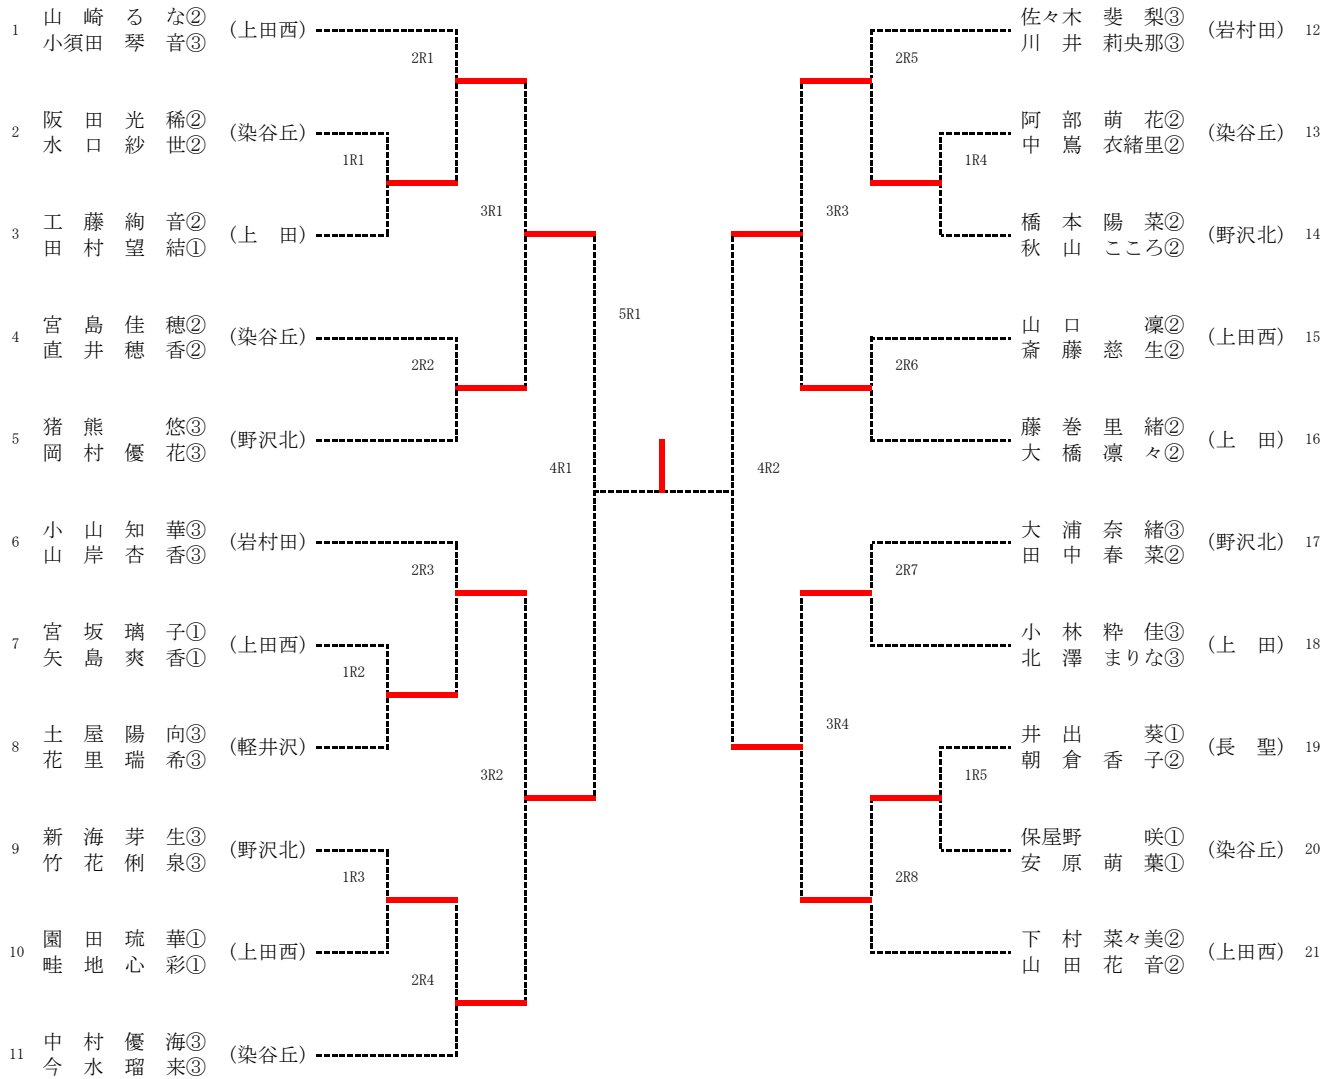 1 山崎るな② (上田西)
小須田琴音③
2R1
2 阪田光稀② (染谷丘)
水口紗世②
1R1
3 工藤絢音② (上 田)
田村望結①
3R1
4 宮島佳穂② (染谷丘)
直井穂香②
2R2
5 猪熊 悠③ (野沢北)
岡村優花③
4R1
6 小山知華③ (岩村田)
山岸杏香③
2R3
7 宮坂璃子① (上田西)
矢島爽香①
1R2
8 土屋陽向③ (軽井沢)
花里瑞希③
3R2
9 新海芽生③ (野沢北)
竹花俐泉③
1R3
10 園田琉華① (上田西)
畦地心彩①
2R4
11 中村優海③ (染谷丘)
今水瑠来③
5R1
佐々木斐梨③ (岩村田) 12
川井莉央那③
2R5
阿部萌花② (染谷丘) 13
中嶌衣緒里②
1R4
橋本陽菜② (野沢北) 14
秋山こころ②
3R3
山口 凜② (上田西) 15
斎藤慈生②
2R6
藤巻里緒② (上 田) 16
大橋凛々②
4R2
大浦奈緒③ (野沢北) 17
田中春菜②
2R7
小林粋佳③ (上 田) 18
北澤まりな③
3R4
井出 葵① (長 聖) 19
朝倉香子②
1R5
保屋野 咲① (染谷丘) 20
安原萌葉①
2R8
下村菜々美② (上田西) 21
山田花音②